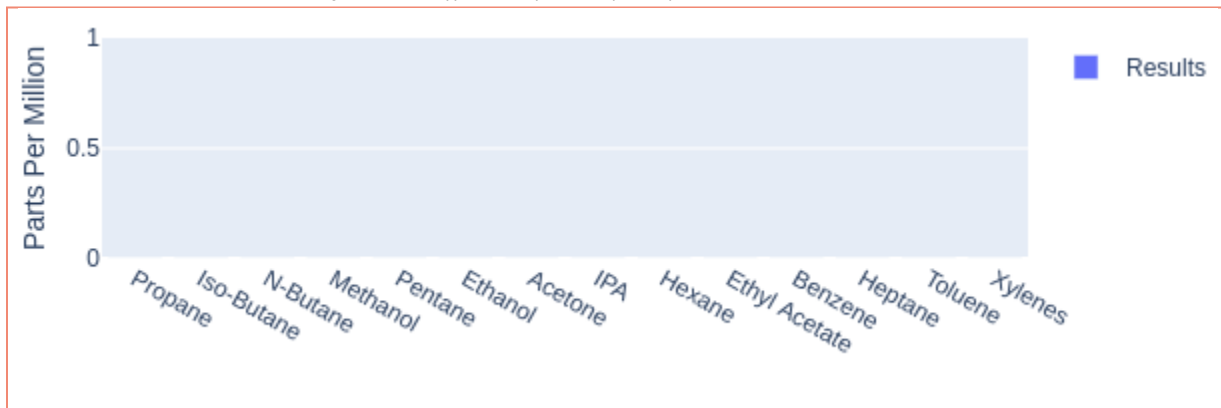 Parts Per Million
1
0.5
0
Propane
Iso-Butane
N-Butane
Methanol
Pentane
Ethanol
Acetone
IPA
Hexane
Ethyl Acetate
Benzene
Heptane
Toluene
Xylenes
Results